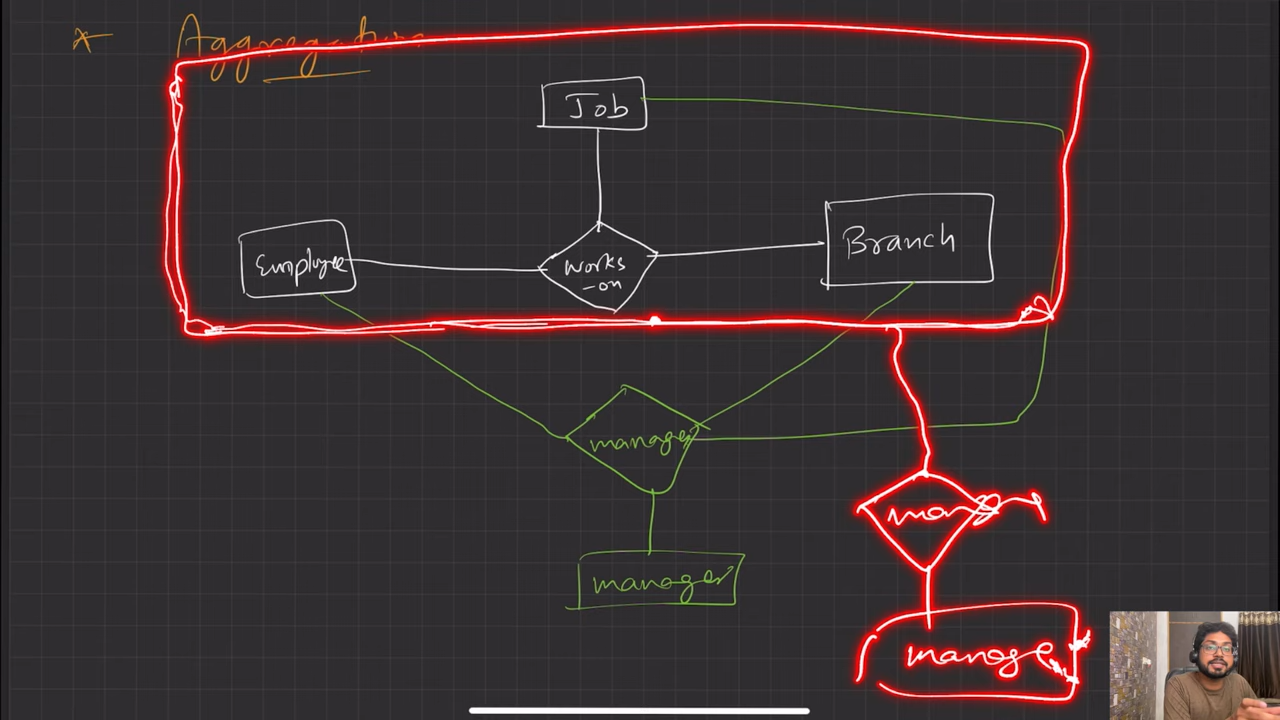 * Aggregation
Job
Employee
works
-on
Branch
manages
manager
manages
manager